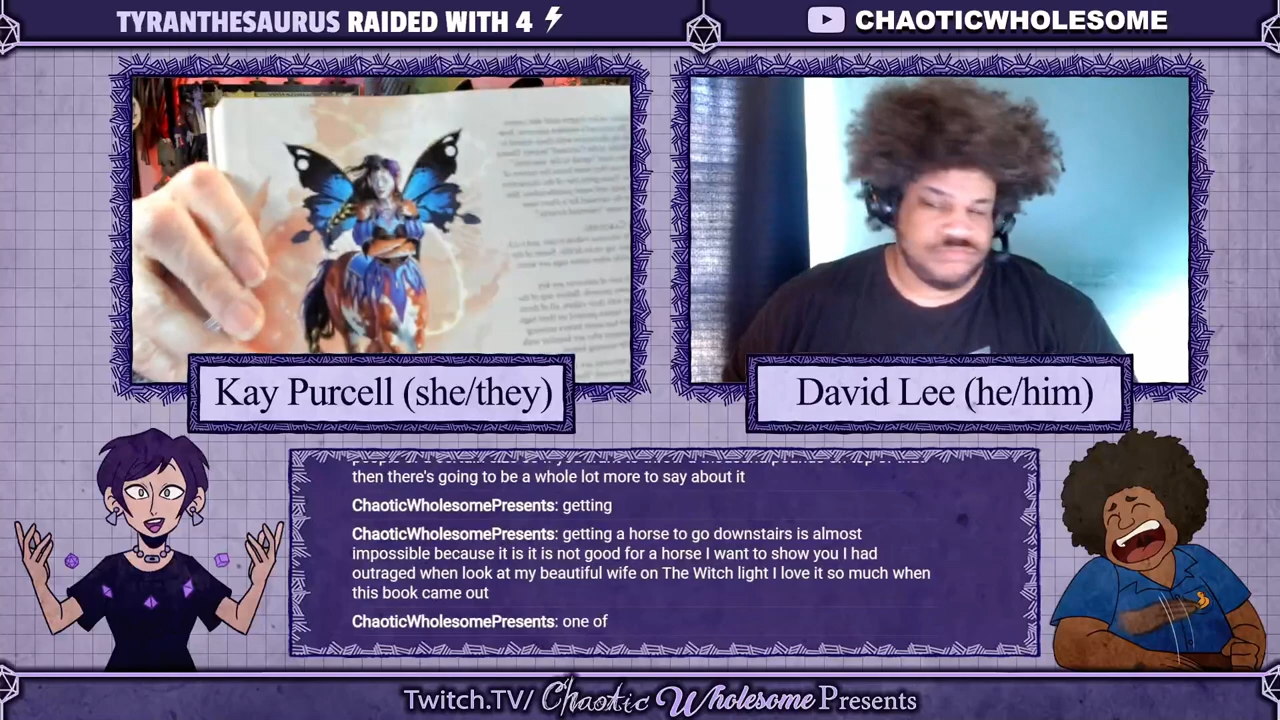 TYRANTHESAURUS RAIDED WITH 4
CHAOTICWHOLESOME
Kay Purcell (she/they)
David Lee (he/him)
then there's going to be a whole lot more to say about it
ChaoticWholesomePresents: getting
ChaoticWholesomePresents: getting a horse to go downstairs is almost
impossible because it is it is not good for a horse I want to show you I had
outraged when look at my beautiful wife on The Witch light I love it so much when
this book came out
ChaoticWholesomePresents: one of
Twitch.TV/ Chaotic Wholesome Presents